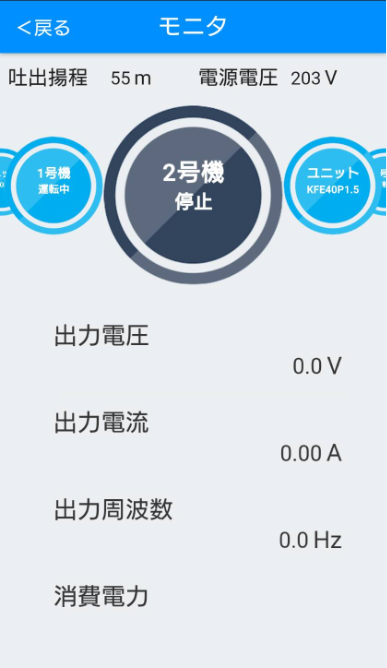 ＜戻る モニタ
吐出揚程 55 m 電源電圧 203 V
1号機
運転中
2号機
停止
ユニット
KFE40P1.5
出力電圧
0.0 V
出力電流
0.00 A
出力周波数
0.0 Hz
消費電力